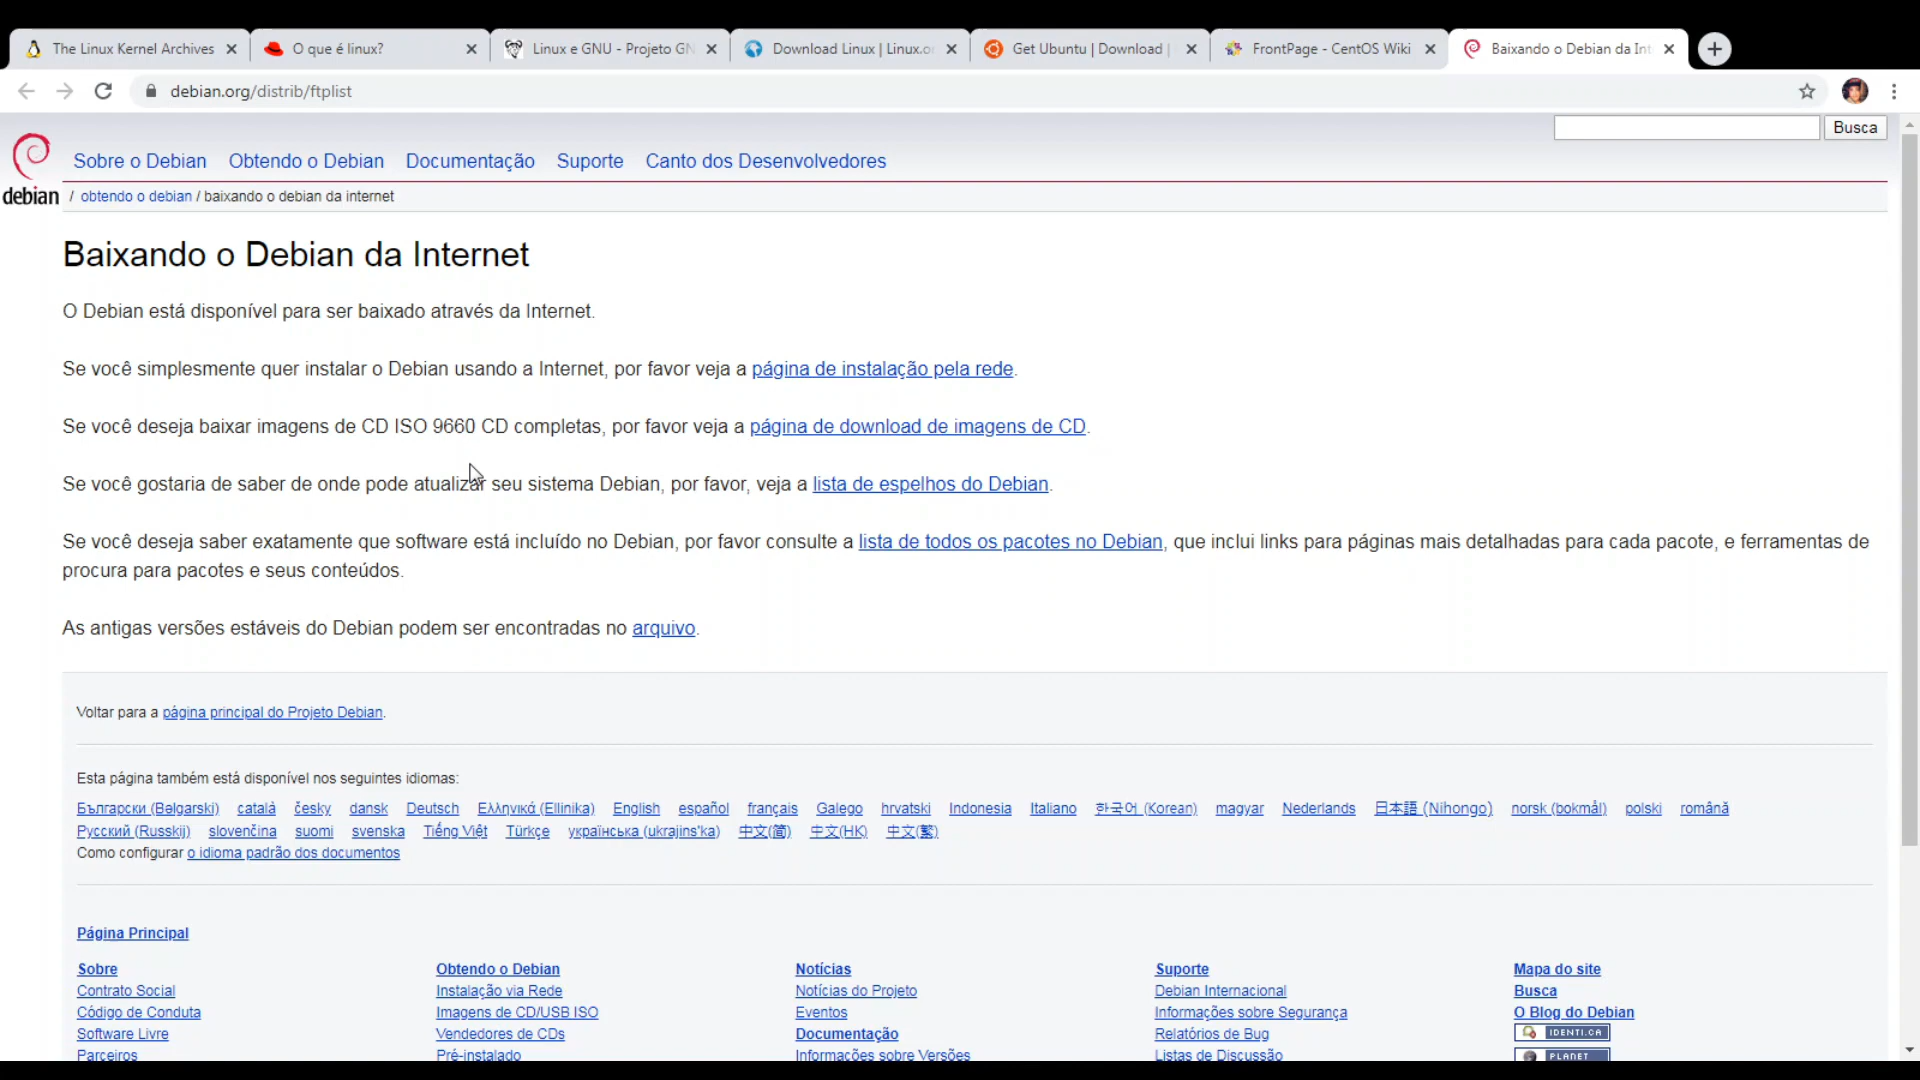 The Linux Kernel Archives
O que é linux?
Linux e GNU - Projeto GN
Download Linux | Linux.or
Get Ubuntu | Download |
FrontPage - CentOS Wiki
Baixando o Debian da Int
debian.org/distrib/ftplist
Busca
debian
Sobre o Debian Obtendo o Debian Documentação Suporte Canto dos Desenvolvedores
/ obtendo o debian / baixando o debian da internet
Baixando o Debian da Internet
O Debian está disponível para ser baixado através da Internet.
Se você simplesmente quer instalar o Debian usando a Internet, por favor veja a página de instalação pela rede.
Se você deseja baixar imagens de CD ISO 9660 CD completas, por favor veja a página de download de imagens de CD.
Se você gostaria de saber de onde pode atualizar seu sistema Debian, por favor, veja a lista de espelhos do Debian.
Se você deseja saber exatamente que software está incluído no Debian, por favor consulte a lista de todos os pacotes no Debian, que inclui links para páginas mais detalhadas para cada pacote, e ferramentas de
procura para pacotes e seus conteúdos.
As antigas versões estáveis do Debian podem ser encontradas no arquivo.
Voltar para a página principal do Projeto Debian.
Esta página também está disponível nos seguintes idiomas:
Български (Bəlgarski) català česky dansk Deutsch Ελληνικά (Ellinika) English español français Galego hrvatski Indonesia Italiano 한국어 (Korean) magyar Nederlands 日本語 (Nihongo) norsk (bokmål) polski română
Русский (Russkij) slovenčina suomi svenska Tiếng Việt Türkçe українська (ukrajins'ka) 中文(简) 中文(HK) 中文(繁)
Como configurar o idioma padrão dos documentos
Página Principal
Sobre
Contrato Social
Código de Conduta
Software Livre
Parceiros
Obtendo o Debian
Instalação via Rede
Imagens de CD/USB ISO
Vendedores de CDs
Pré-instalado
Notícias
Notícias do Projeto
Eventos
Documentação
Informações sobre Versões
Suporte
Debian Internacional
Informações sobre Segurança
Relatórios de Bug
Listas de Discussão
Mapa do site
Busca
O Blog do Debian
IDENTI.CA
PLANET